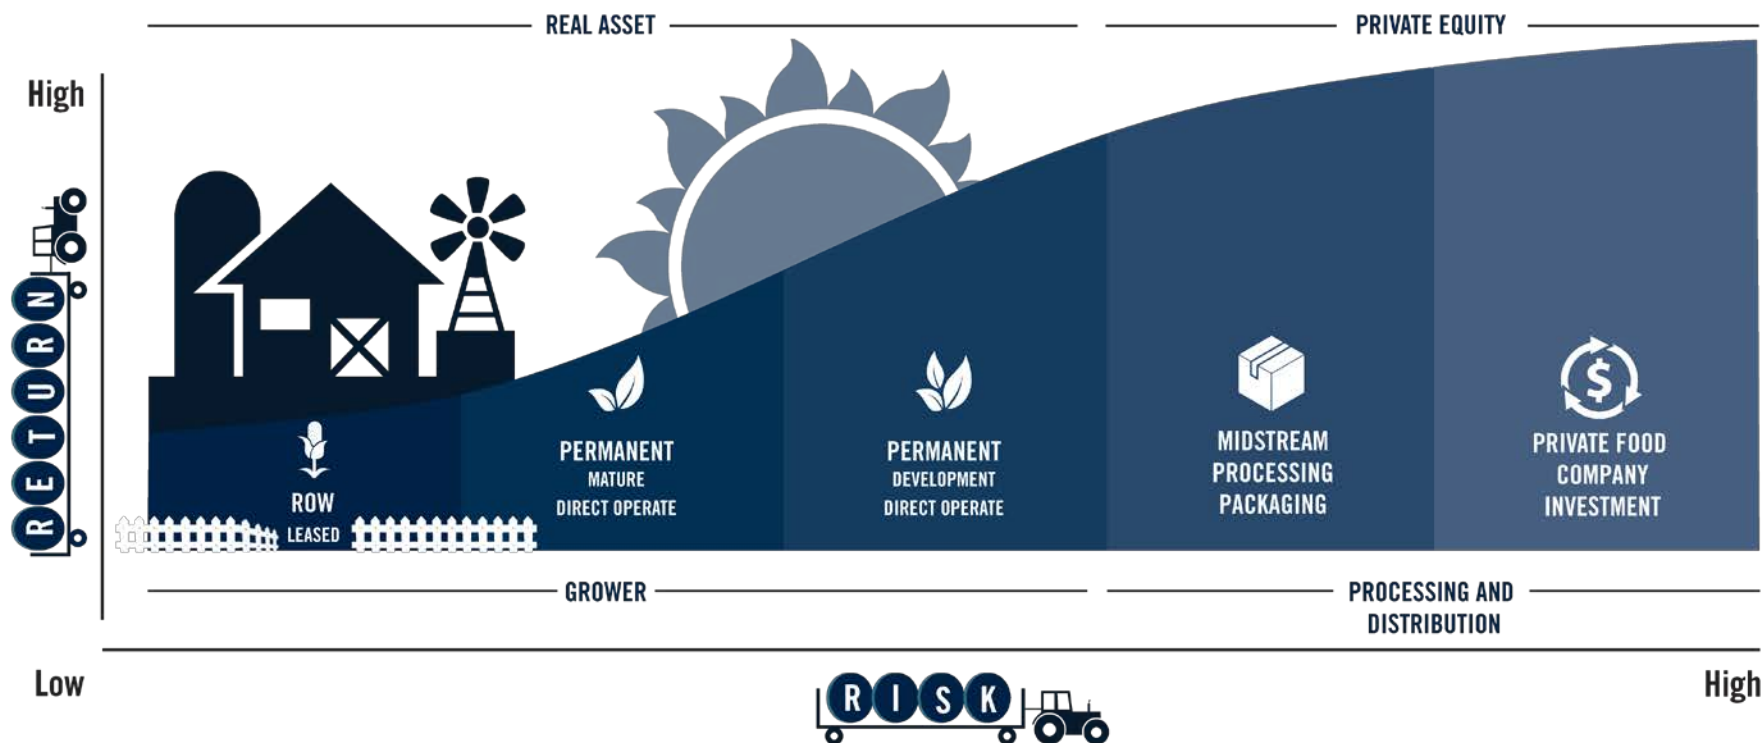 REAL ASSET
PRIVATE EQUITY
High
RETURN
ROW
LEASED
PERMANENT
MATURE
DIRECT OPERATE
PERMANENT
DEVELOPMENT
DIRECT OPERATE
MIDSTREAM
PROCESSING
PACKAGING
$
PRIVATE FOOD
COMPANY
INVESTMENT
GROWER
PROCESSING AND
DISTRIBUTION
Low
RISK
High